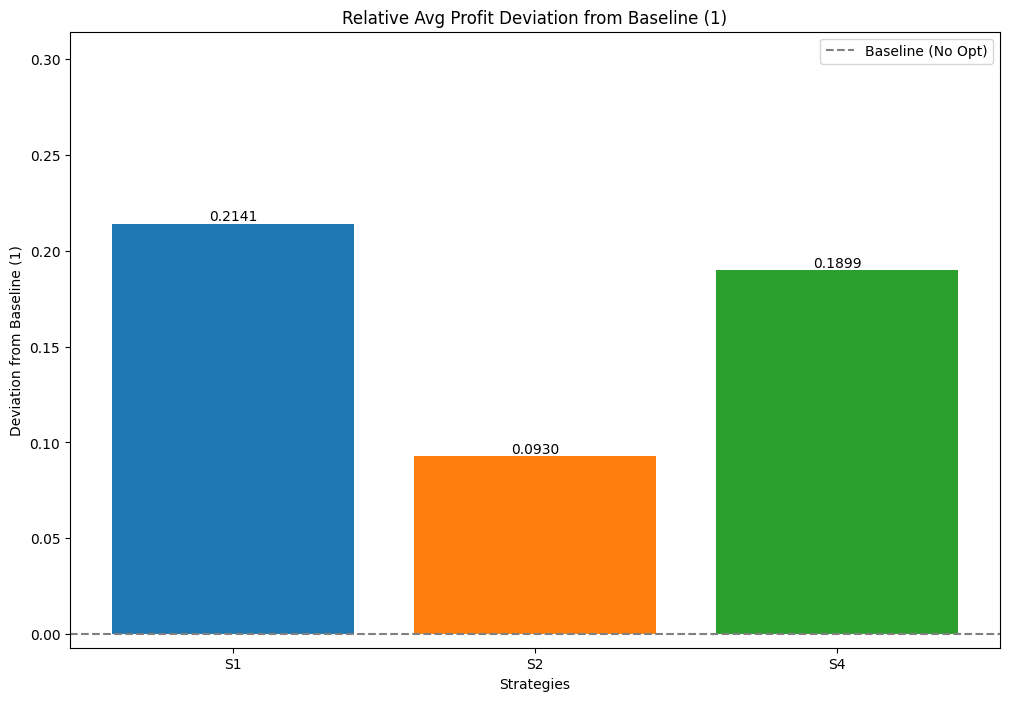 Relative Avg Profit Deviation from Baseline (1)
Baseline (No Opt)
0.30
0.25
0.20
0.15
0.10
0.05
0.00
Deviation from Baseline (1)
0.2141
0.0930
0.1899
S1
S2
S4
Strategies